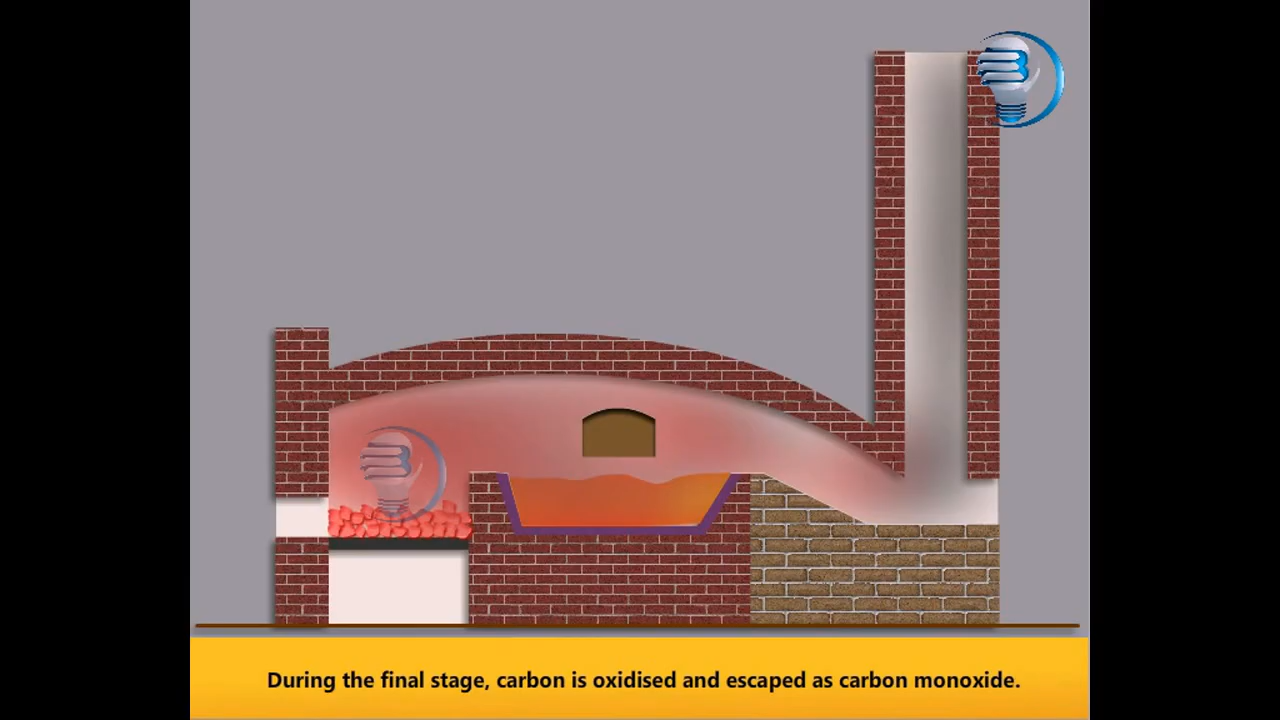 During the final stage, carbon is oxidised and escaped as carbon monoxide.